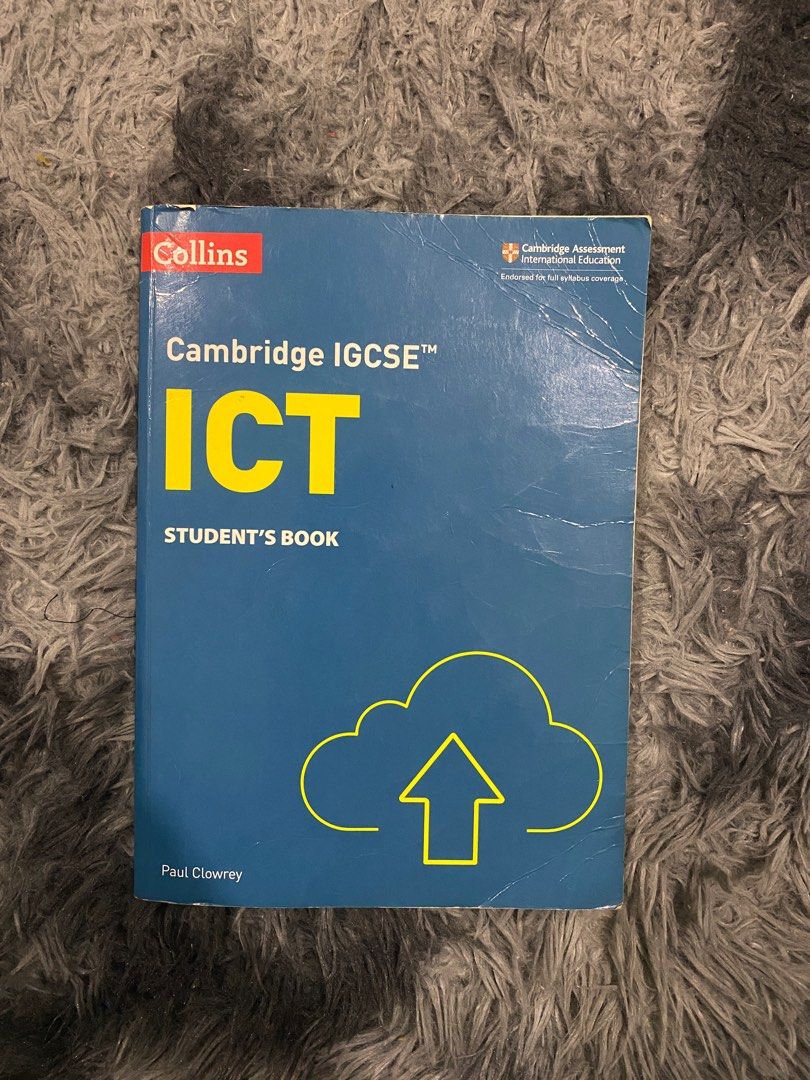 Collins
Cambridge Assessment
International Education
Endorsed for full syllabus coverage
Cambridge IGCSE™
ICT
STUDENT'S BOOK
Paul Clowrey